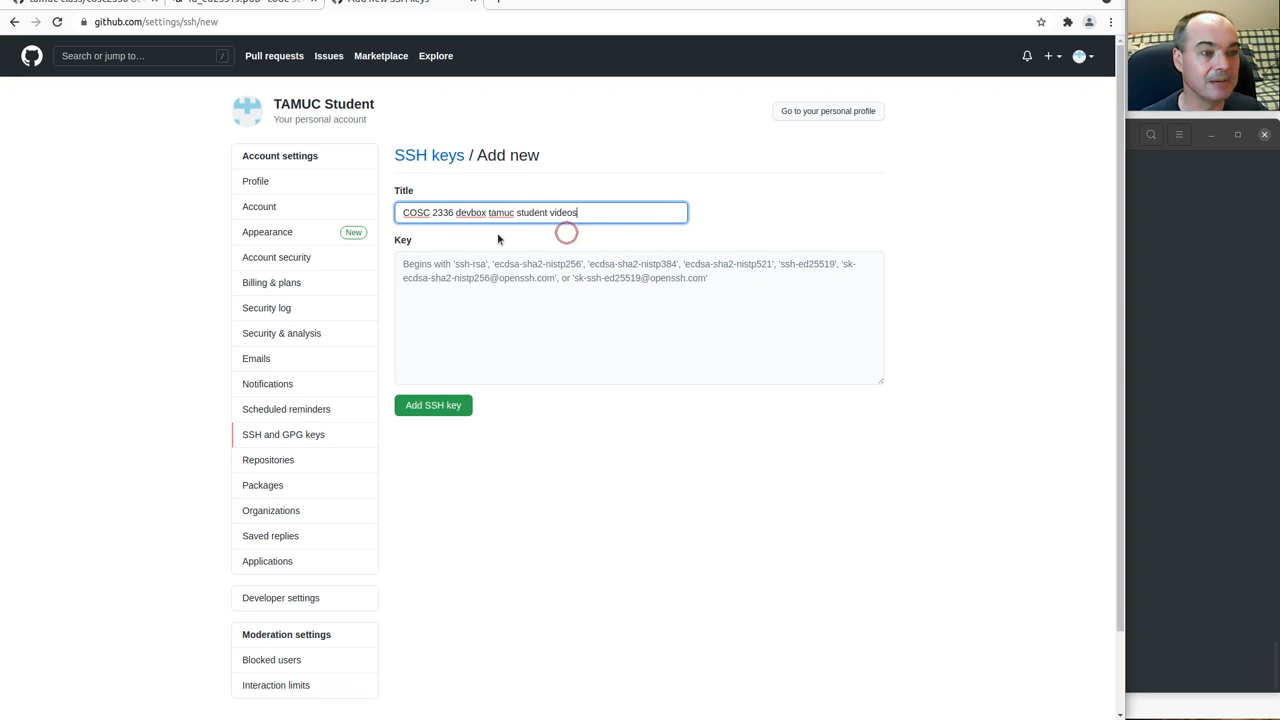 github.com/settings/ssh/new
Search or jump to… /
Pull requests Issues Marketplace Explore
TAMUC Student
Your personal account
Go to your personal profile
Account settings
Profile
Account
Appearance New
Account security
Billing & plans
Security log
Security & analysis
Emails
Notifications
Scheduled reminders
SSH and GPG keys
Repositories
Packages
Organizations
Saved replies
Applications
Developer settings
Moderation settings
Blocked users
Interaction limits
SSH keys / Add new
Title
COSC 2336 devbox tamuc student videos
Key
Begins with 'ssh-rsa', 'ecdsa-sha2-nistp256', 'ecdsa-sha2-nistp384', 'ecdsa-sha2-nistp521', 'ssh-ed25519', 'sk-
ecdsa-sha2-nistp256@openssh.com', or 'sk-ssh-ed25519@openssh.com'
Add SSH key